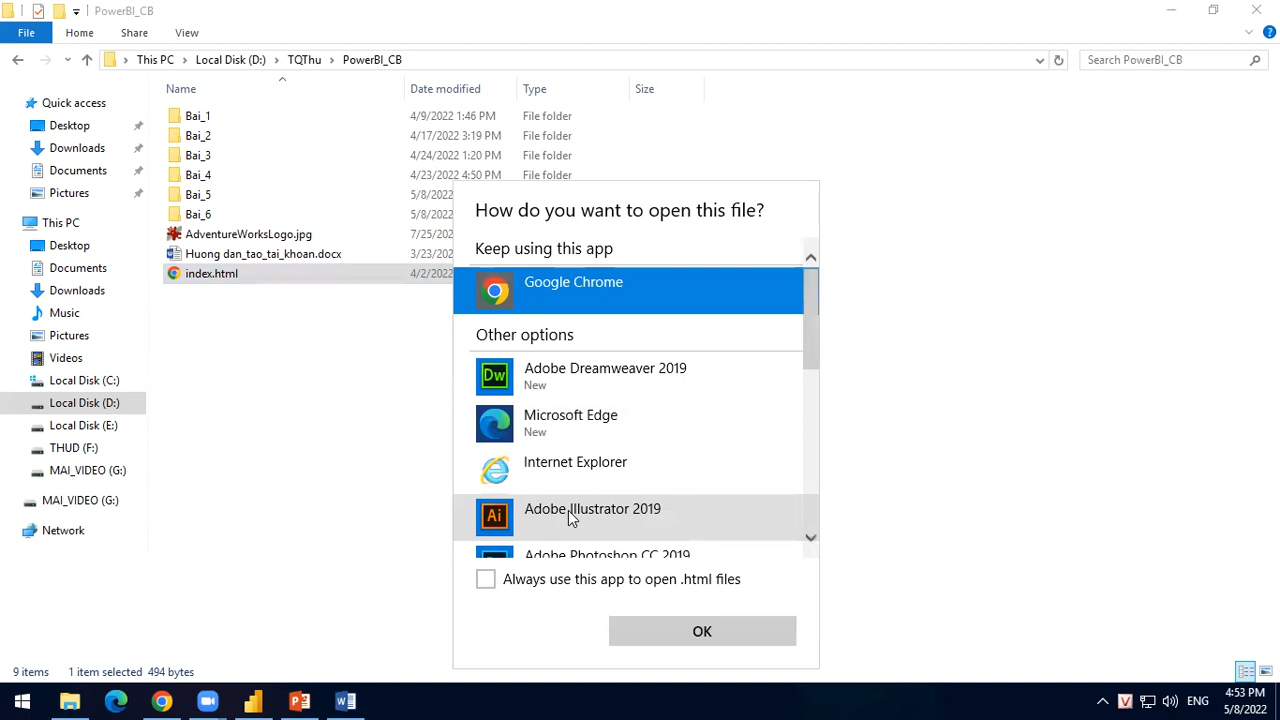 PowerBI_CB
File Home Share View
This PC Local Disk (D:) TQThu PowerBI_CB Search PowerBI_CB
Name Date modified Type Size
Quick access
Desktop
Downloads
Documents
Pictures
This PC
Desktop
Documents
Downloads
Music
Pictures
Videos
Local Disk (C:)
Local Disk (D:)
Local Disk (E:)
THUD (F:)
MAI_VIDEO (G:)
MAI_VIDEO (G:)
Network
Bai_1 4/9/2022 1:46 PM File folder
Bai_2 4/17/2022 3:19 PM File folder
Bai_3 4/24/2022 1:20 PM File folder
Bai_4 4/23/2022 4:50 PM File folder
Bai_5 5/8/202
Bai_6 5/8/202
AdventureWorksLogo.jpg 7/25/202
Huong dan_tao_tai_khoan.docx 3/23/202
index.html 4/2/202
How do you want to open this file?
Keep using this app
Google Chrome
Other options
Dw Adobe Dreamweaver 2019
New
Microsoft Edge
New
Internet Explorer
Ai Adobe Illustrator 2019
Adobe Photoshop CC 2019
Always use this app to open .html files
OK
9 items 1 item selected 494 bytes
V ENG 4:53 PM
5/8/2022